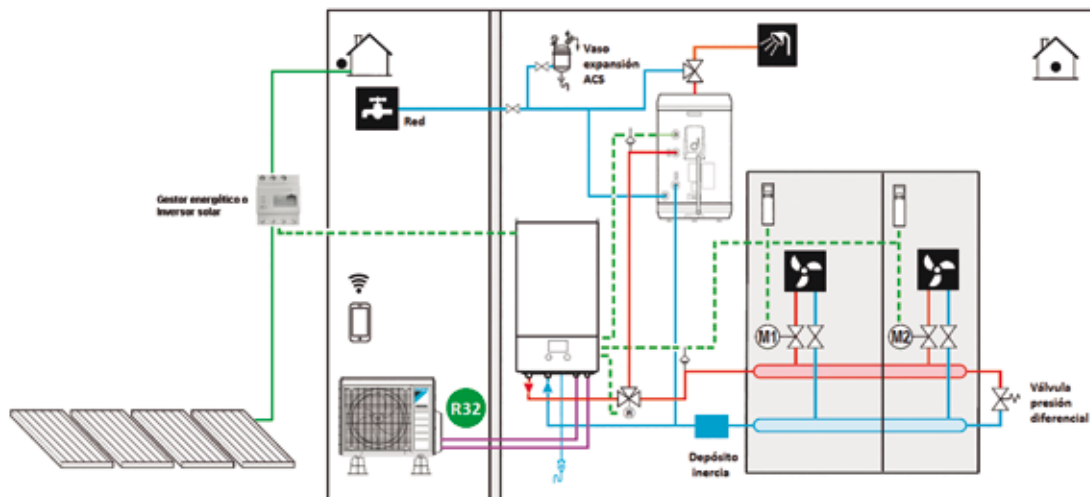 Vaso
expansión
ACS
Red
Gestor energético o
Inversor solar
R32
M1
M2
Válvula
presión
diferencial
Depósito
inercia